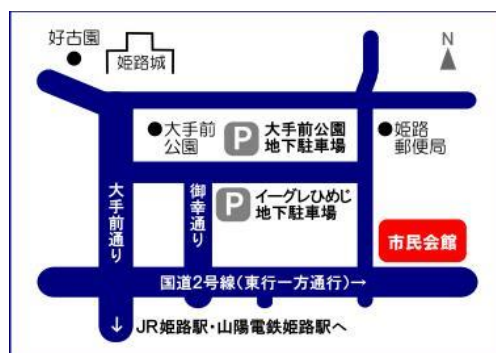 好古園
姫路城
N
大手前
公園
P
大手前公園
地下駐車場
姫路
郵便局
大手前通り
御幸通り
P
イーグレひめじ
地下駐車場
市民会館
国道2号線(東行一方通行)→
↓ JR姫路駅・山陽電鉄姫路駅へ